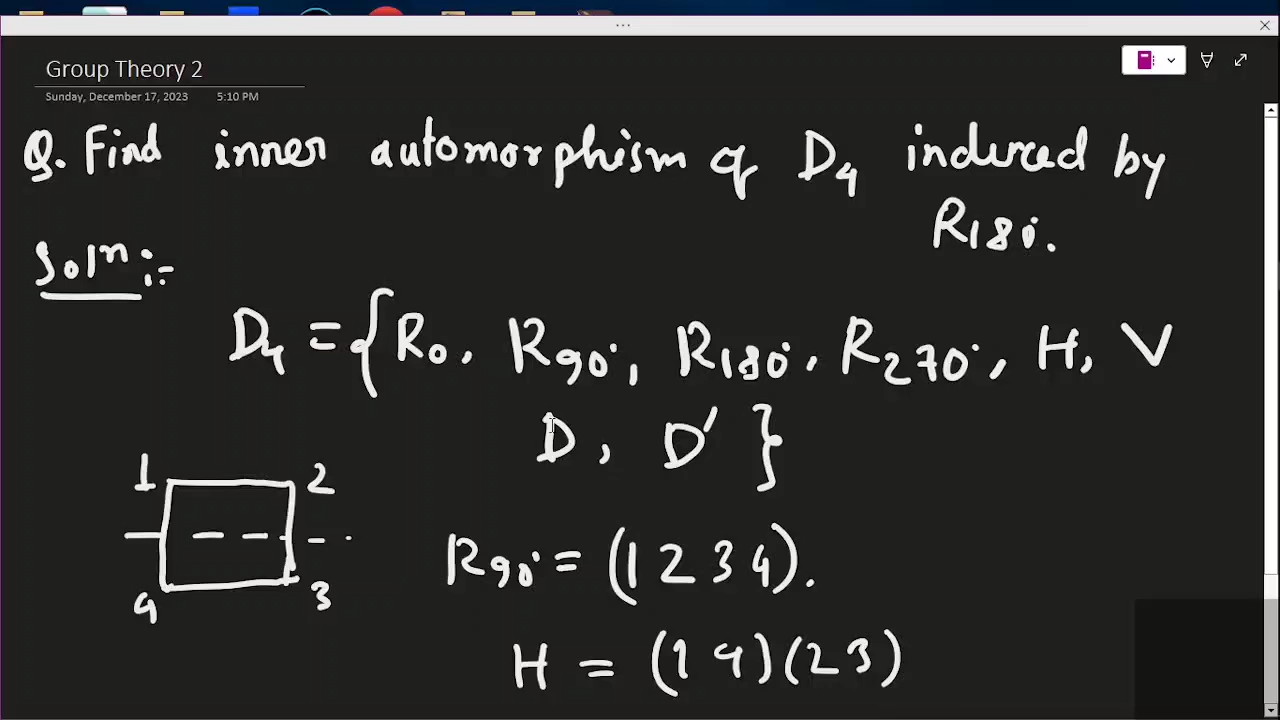 Group Theory 2
Sunday, December 17, 2023 5:10 PM
Q. Find inner automorphism of D4 induced by
R180°.
Solⁿ:-
D4 = { R0, R90°, R180°, R270°, H, V
D, D' }
1 2
4 3
R90° = (1 2 3 4).
H = (1 4)(2 3)